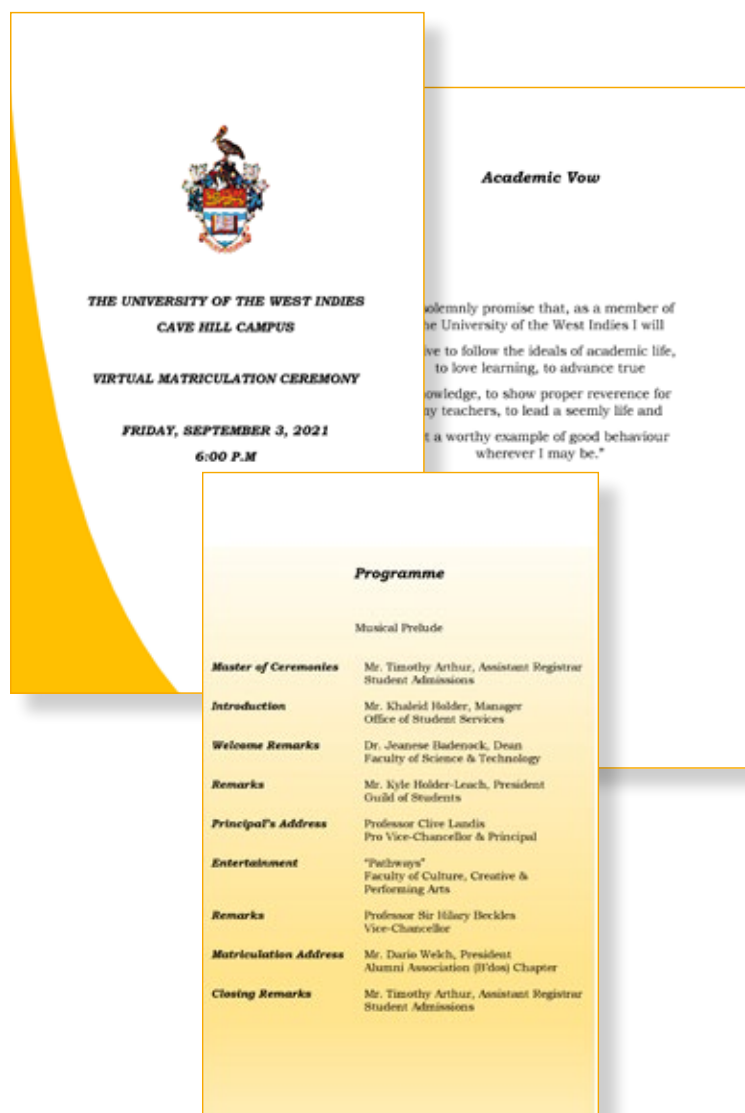 THE UNIVERSITY OF THE WEST INDIES
CAVE HILL CAMPUS
VIRTUAL MATRICULATION CEREMONY
FRIDAY, SEPTEMBER 3, 2021
6:00 P.M
Academic Vow
solemnly promise that, as a member of
University of the West Indies I will
to follow the ideals of academic life,
to love learning, to advance true
to show proper reverence for
teachers, to lead a seemly life and
a worthy example of good behaviour
wherever I may be."
Programme
Musical Prelude
Master of Ceremonies Mr. Timothy Arthur, Assistant Registrar
Student Admissions
Introduction Mr. Khaleid Holder, Manager
Office of Student Services
Welcome Remarks Dr. Jeanese Badenock, Dean
Faculty of Science & Technology
Remarks Mr. Kyle Holder-Leach, President
Guild of Students
Principal's Address Professor Clive Landis
Pro Vice-Chancellor & Principal
Entertainment "Pathways"
Faculty of Culture, Creative &
Performing Arts
Remarks Professor Sir Hilary Beckles
Vice-Chancellor
Matriculation Address Mr. Dario Welch, President
Alumni Association (B'dos) Chapter
Closing Remarks Mr. Timothy Arthur, Assistant Registrar
Student Admissions